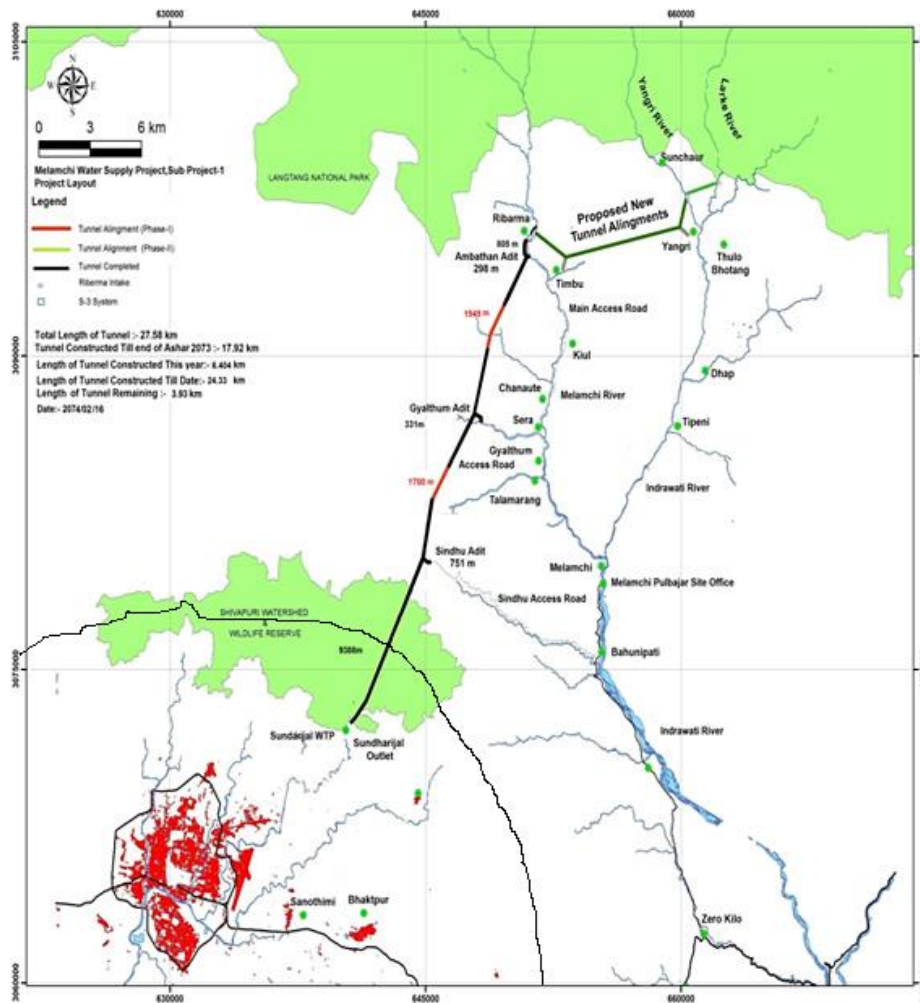 630000
645000
660000
3105000
N
W
E
S
0 3 6 km
Melamchi Water Supply Project,Sub Project-1
Project Layout
Legend
Tunnel Alingment (Phase-I)
Tunnel Alignment (Phase-II)
Tunnel Completed
Riberma Intake
S-3 System
Total Length of Tunnel :- 27.58 km
Tunnel Constructed Till end of Ashar 2073 :- 17.92 km
Length of Tunnel Constructed This year:- 6.404 km
Length of Tunnel Constructed Till Date:- 24.33 km
Length of Tunnel Remaining :- 3.93 km
Date:- 2074/02/16
LANGTANG NATIONAL PARK
Yangri River
Larke River
Sunchaur
Proposed New
Tunnel Alingments
Ribarma
805 m
Ambathan Adit
298 m
Yangri
Thulo
Bhotang
Timbu
Main Access Road
1945 m
3090000
Kiul
Dhap
Chanaute
Melamchi River
Gyalthum Adit
331m
Sera
Tipeni
Gyalthum
Access Road
Talamarang
Indrawati River
Sindhu Adit
751 m
Melamchi
Melamchi Pulbajar Site Office
Sindhu Access Road
SHIVAPURI WATERSHED
&
WILDLIFE RESERVE
9388m
Bahunipati
3075000
Sundarijal WTP
Sundharijal
Outlet
Indrawati River
Sanothimi
Bhaktpur
Zero Kilo
3060000
630000
645000
660000